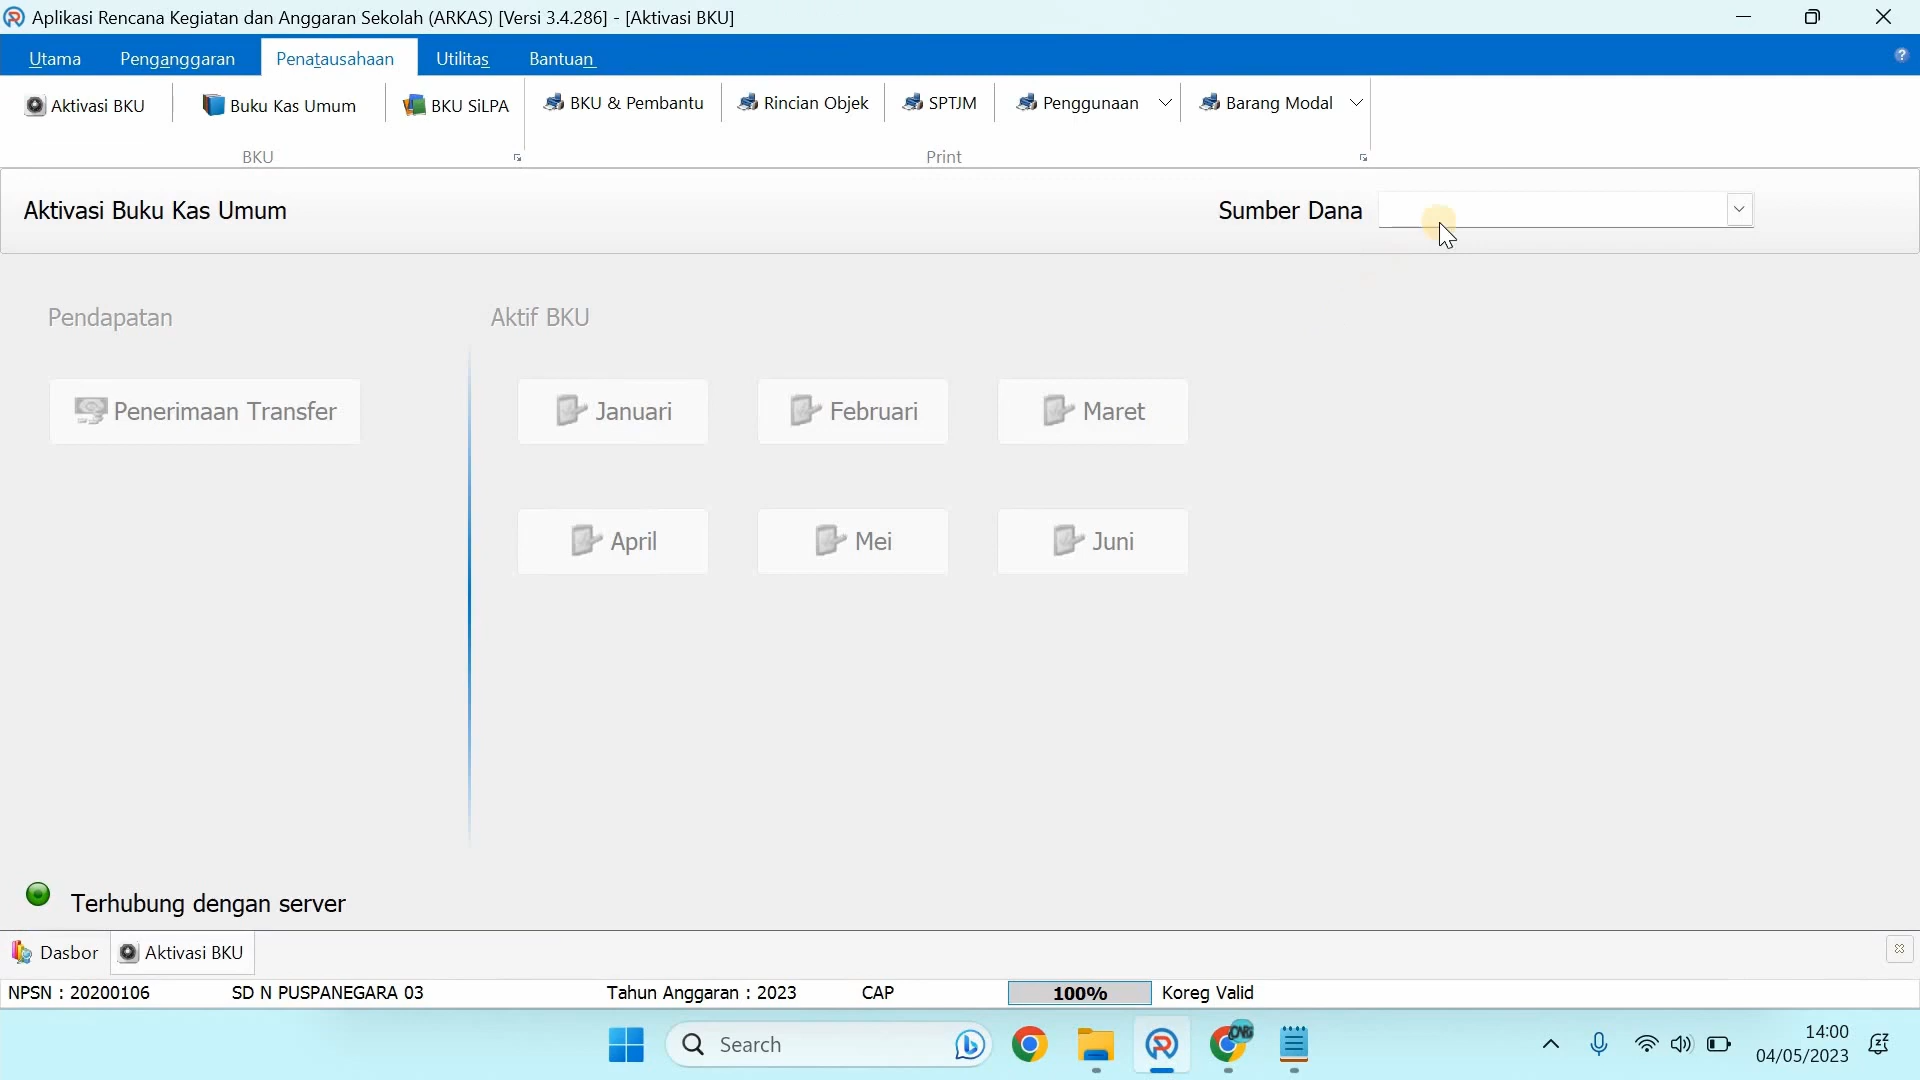 Aplikasi Rencana Kegiatan dan Anggaran Sekolah (ARKAS) [Versi 3.4.286] - [Aktivasi BKU]
Utama Penganggaran Penatausahaan Utilitas Bantuan
Aktivasi BKU Buku Kas Umum BKU SiLPA BKU & Pembantu Rincian Objek SPTJM Penggunaan Barang Modal
BKU Print
Aktivasi Buku Kas Umum Sumber Dana
Pendapatan Aktif BKU
Penerimaan Transfer Januari Februari Maret
April Mei Juni
Terhubung dengan server
Dasbor Aktivasi BKU
NPSN : 20200106 SD N PUSPANEGARA 03 Tahun Anggaran : 2023 CAP 100% Koreg Valid
Search
14:00
04/05/2023